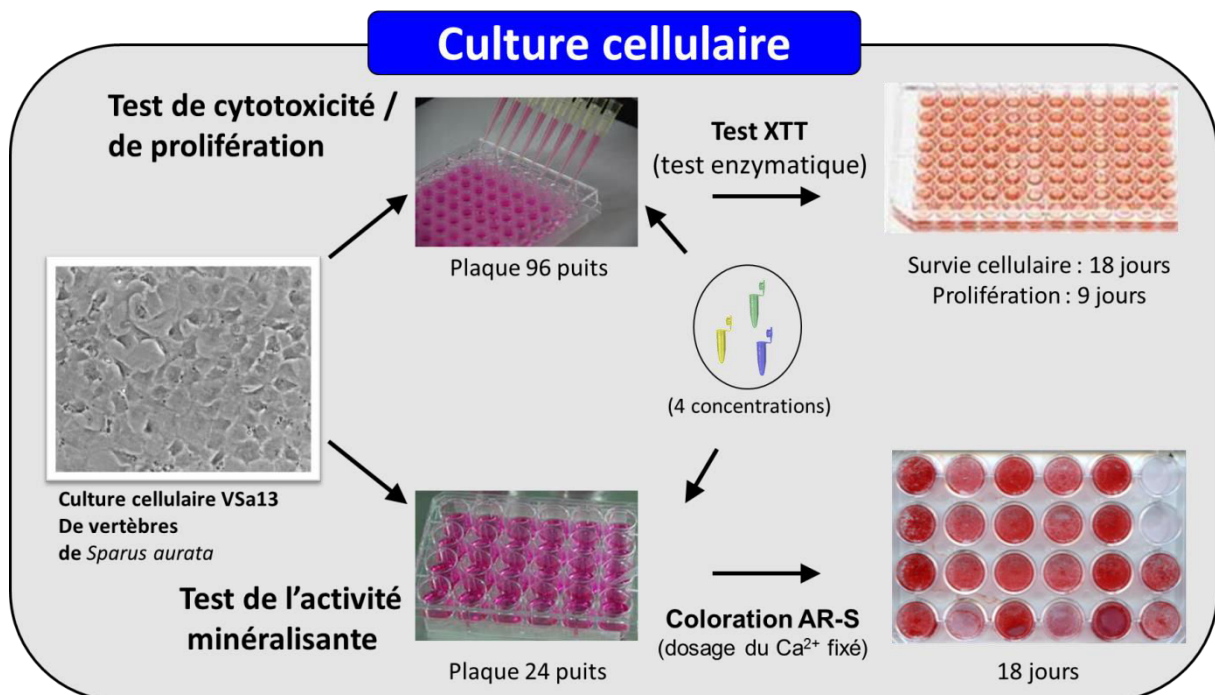 Culture cellulaire
Test de cytotoxicité /
de prolifération
Test XTT
(test enzymatique)
Plaque 96 puits
Survie cellulaire : 18 jours
Prolifération : 9 jours
(4 concentrations)
Culture cellulaire VSa13
De vertèbres
de Sparus aurata
Test de l’activité
minéralisante
Plaque 24 puits
Coloration AR-S
(dosage du Ca²⁺ fixé)
18 jours